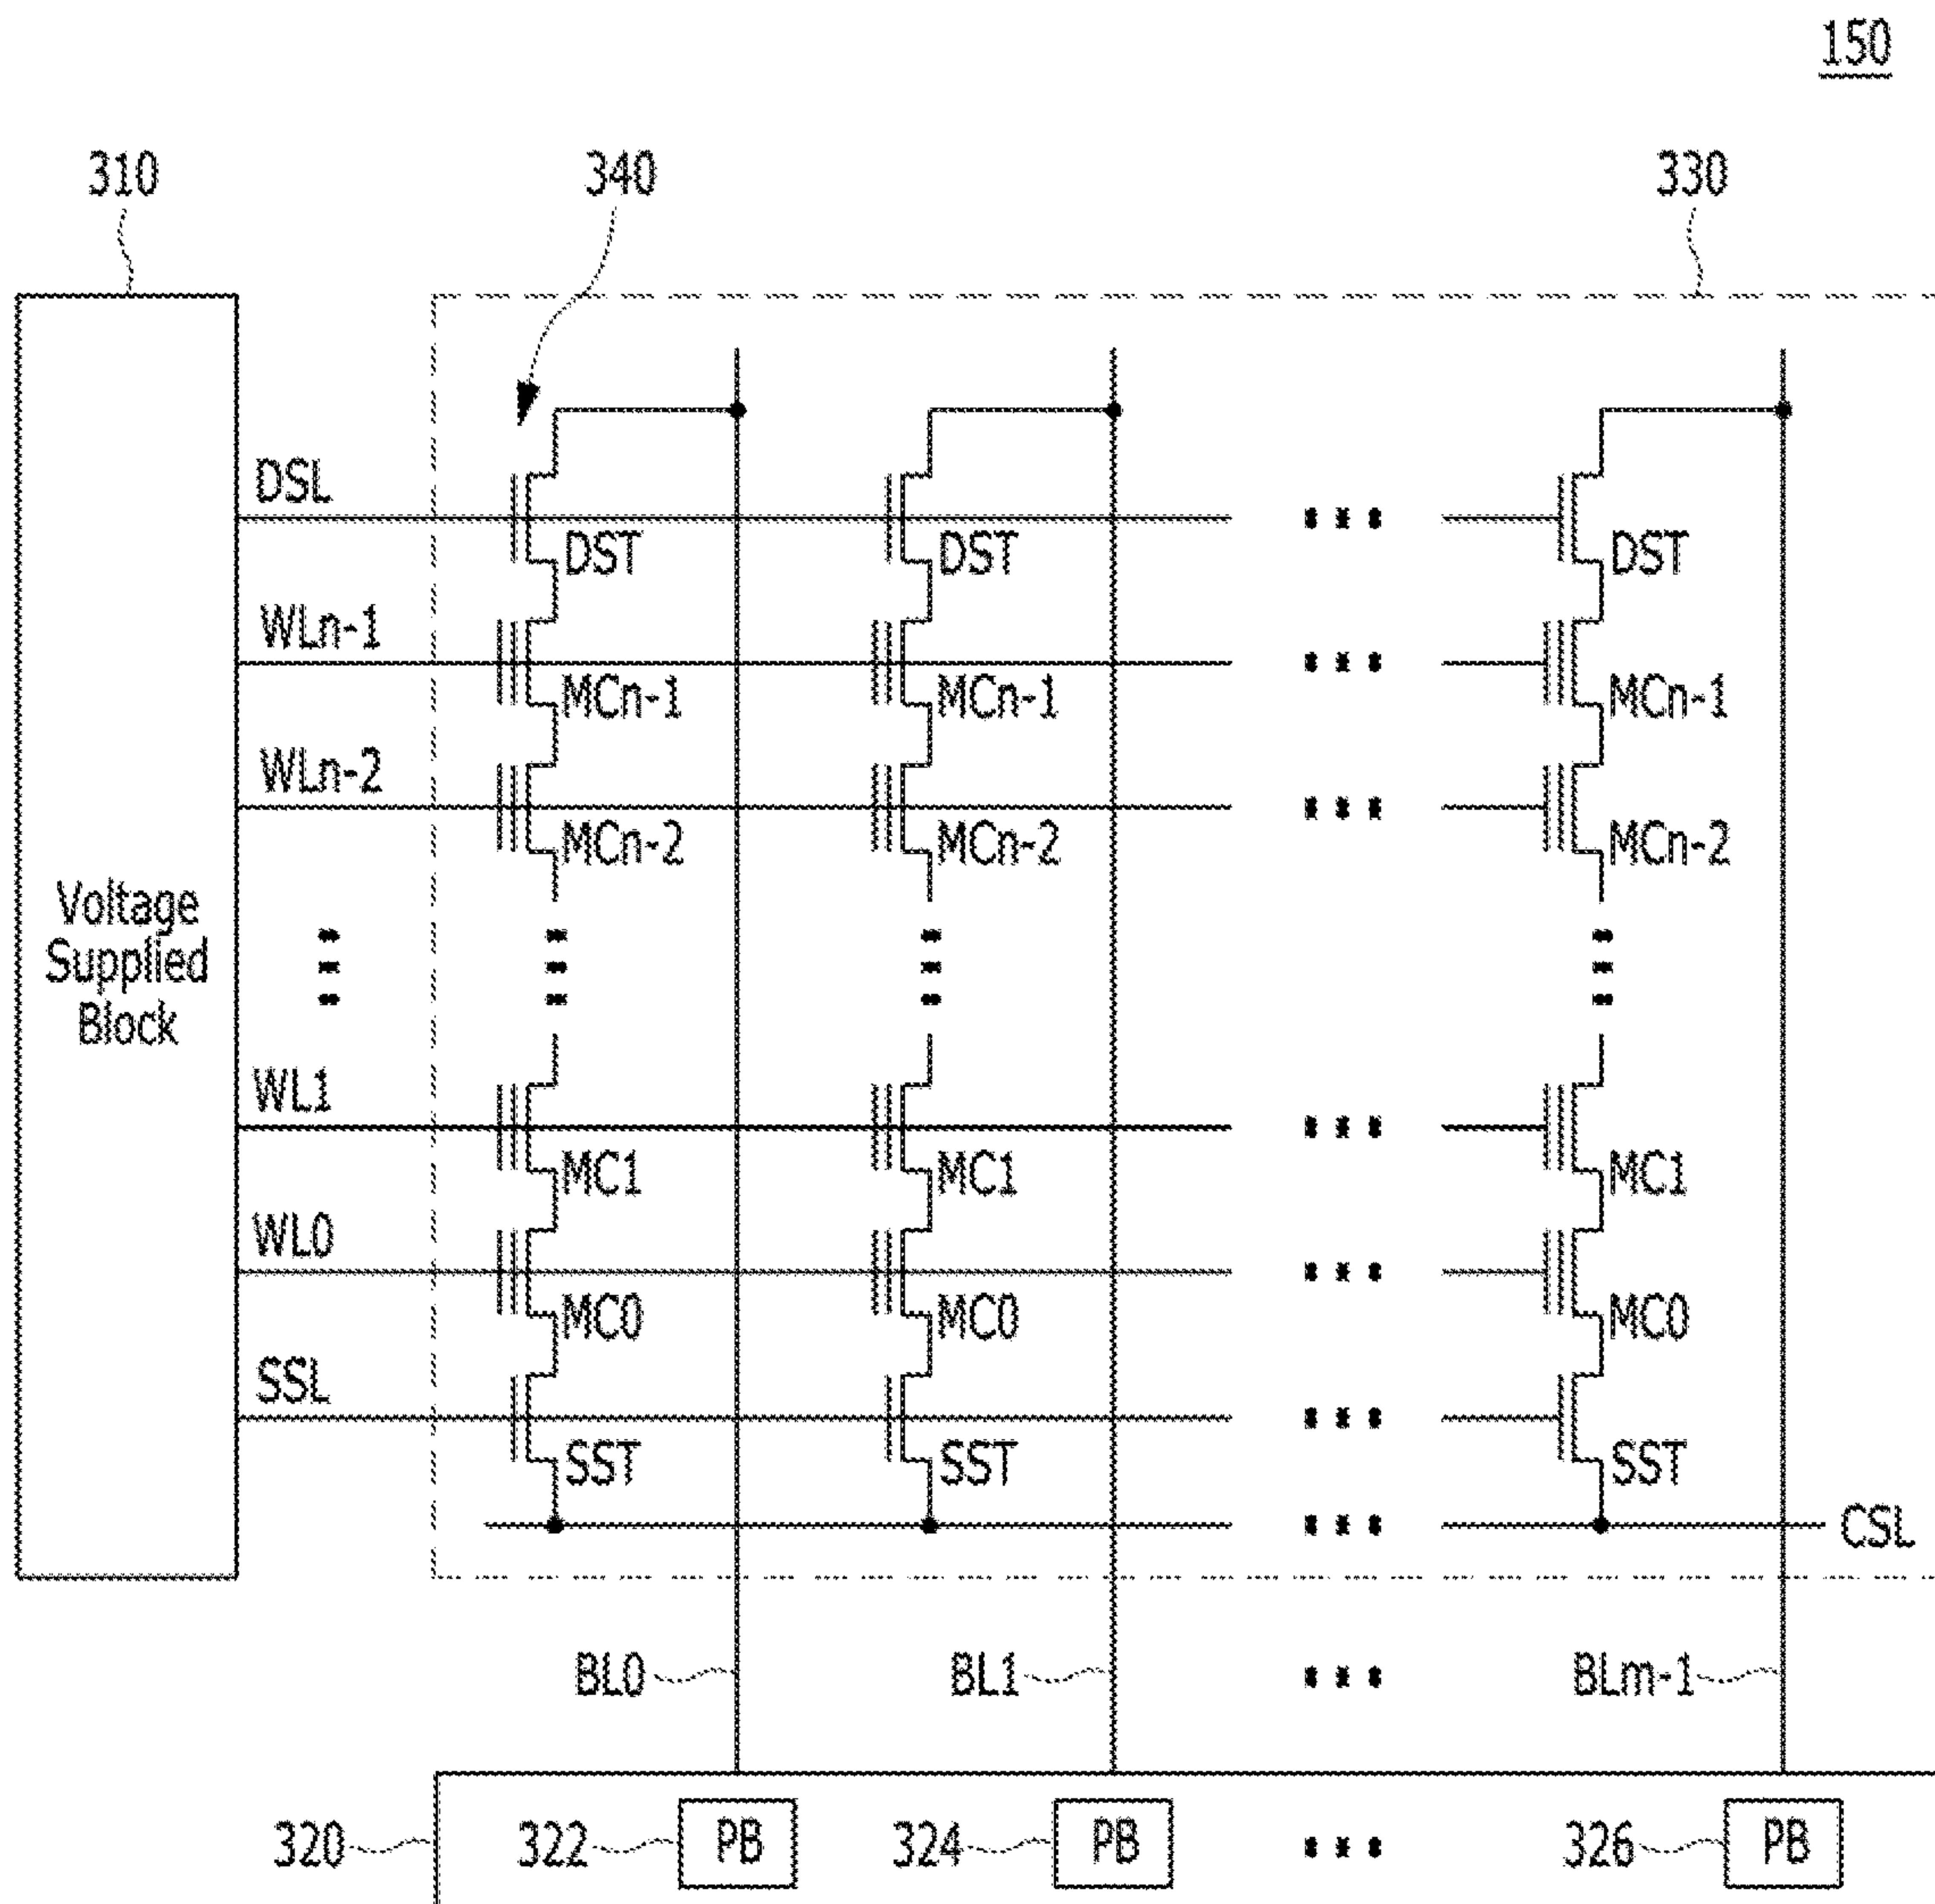 150
310 340 330
DSL
DST DST DST
WLn-1
MCn-1 MCn-1 MCn-1
WLn-2
MCn-2 MCn-2 MCn-2
Voltage
Supplied
Block
WL1
MC1 MC1 MC1
WL0
MC0 MC0 MC0
SSL
SST SST SST
CSL
BL0 BL1 BLm-1
320 322 PB 324 PB 326 PB